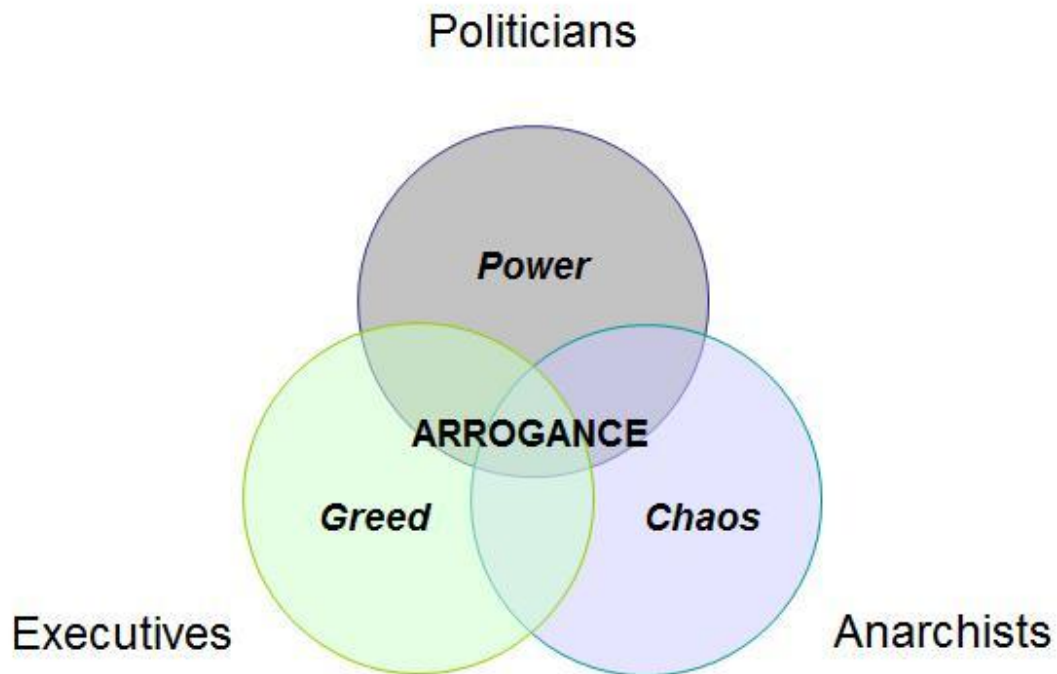 Politicians
Power
ARROGANCE
Greed
Chaos
Executives
Anarchists